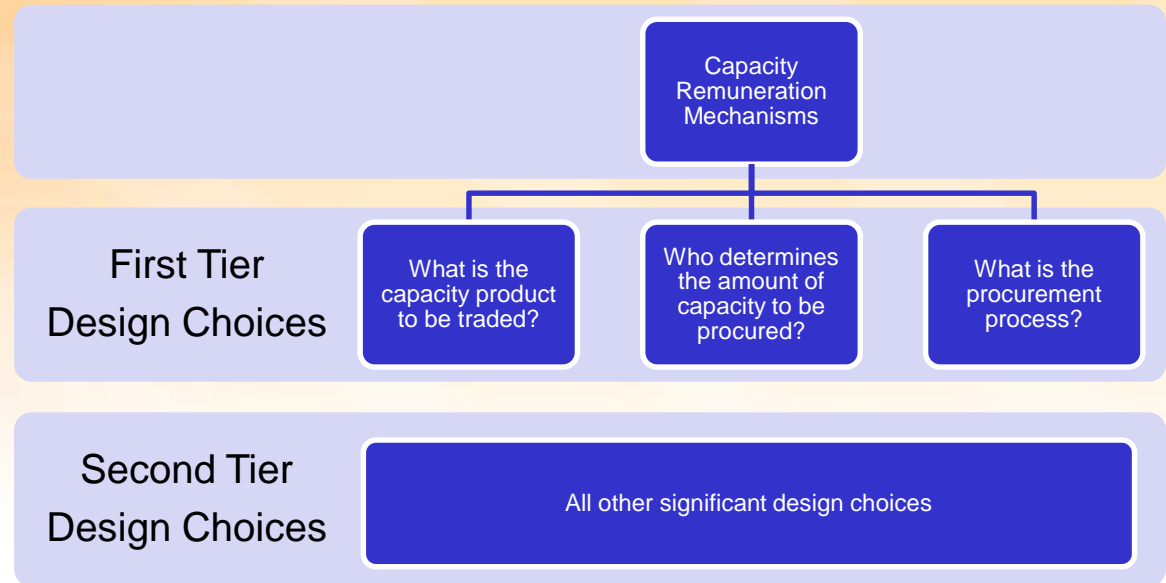 Capacity
Remuneration
Mechanisms
First Tier
Design Choices
What is the
capacity product
to be traded?
Who determines
the amount of
capacity to be
procured?
What is the
procurement
process?
Second Tier
Design Choices
All other significant design choices